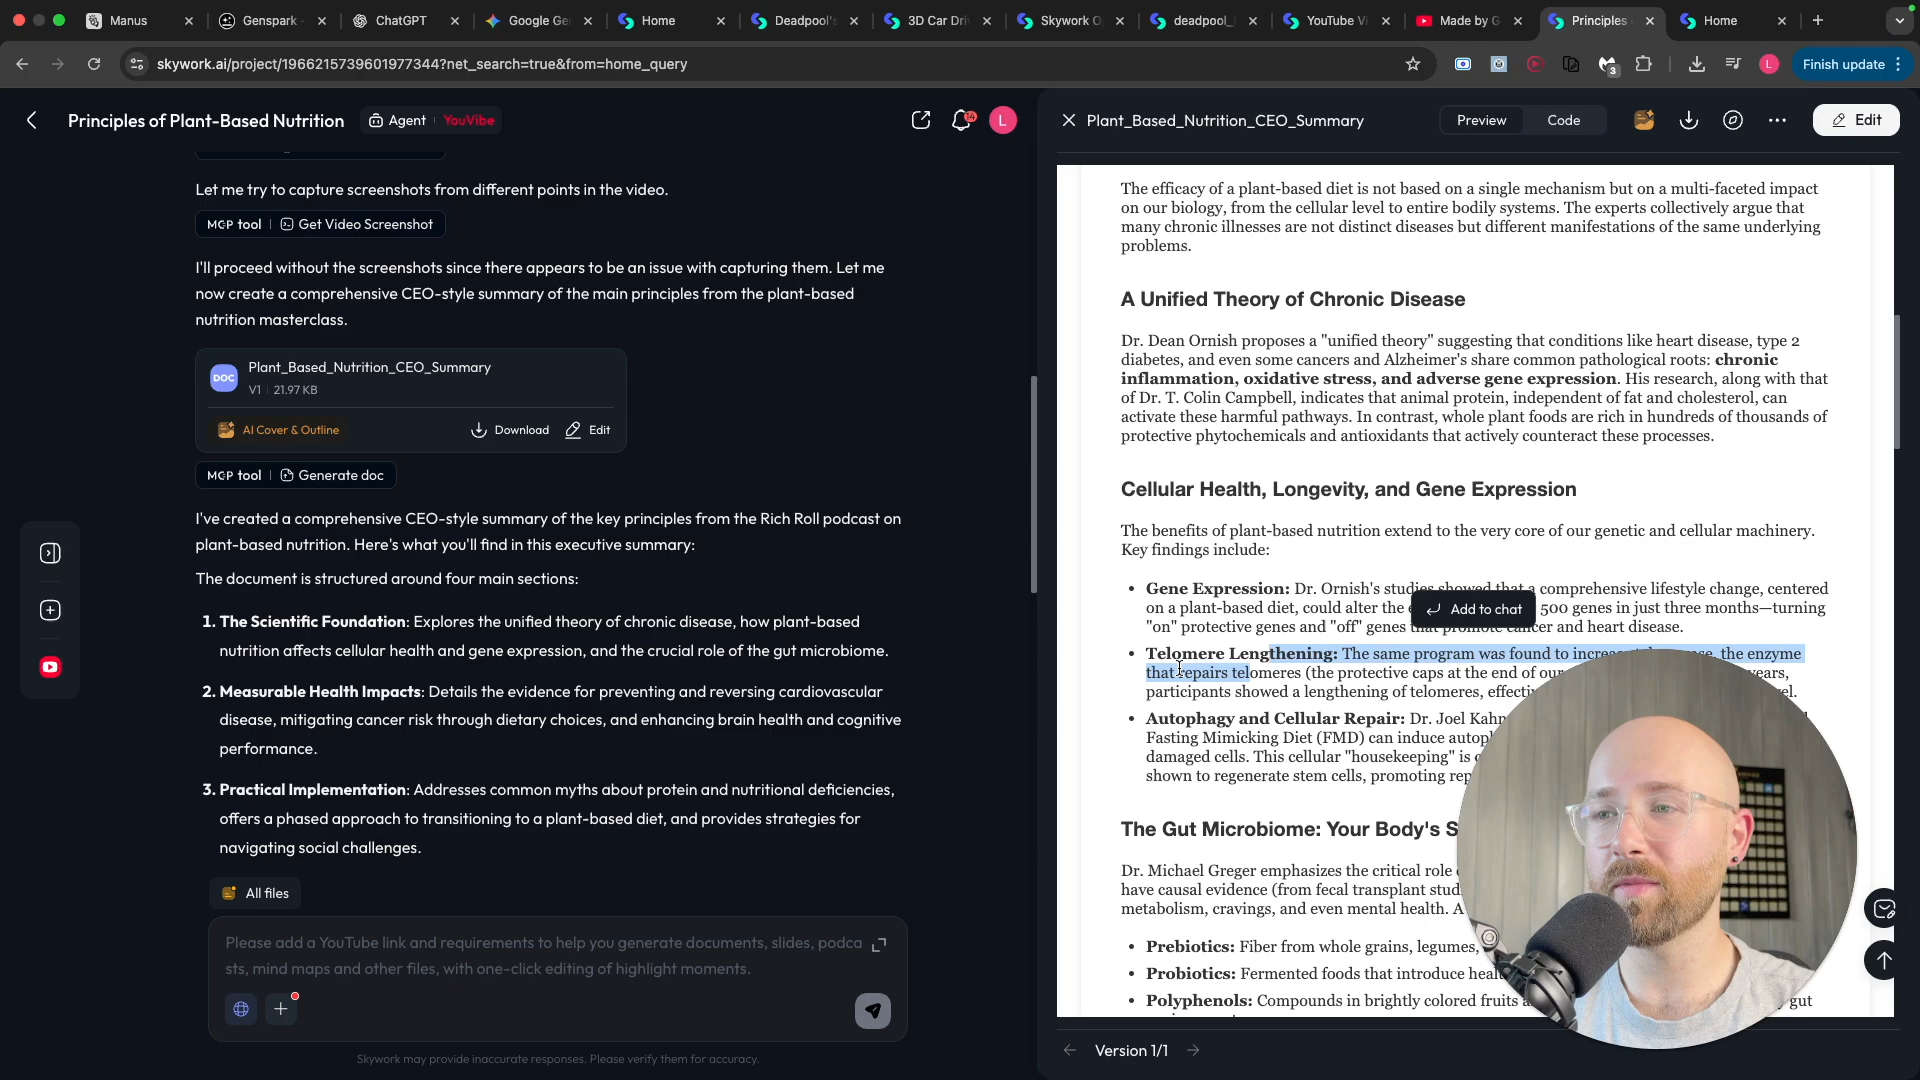 Manus
Genspark
ChatGPT
Google Ge
Home
Deadpool's
3D Car Dri
Skywork O
deadpool_
YouTube Vi
Made by G
Principles
Home
skywork.ai/project/1966215739601977344?net_search=true&from=home_query
3
L
Finish update
Principles of Plant-Based Nutrition
Agent
YouVibe
14
L
Let me try to capture screenshots from different points in the video.
MCP tool | Get Video Screenshot
I'll proceed without the screenshots since there appears to be an issue with capturing them. Let me
now create a comprehensive CEO-style summary of the main principles from the plant-based
nutrition masterclass.
DOC
Plant_Based_Nutrition_CEO_Summary
V1 | 21.97 KB
AI Cover & Outline
Download
Edit
MCP tool | Generate doc
I've created a comprehensive CEO-style summary of the key principles from the Rich Roll podcast on
plant-based nutrition. Here's what you'll find in this executive summary:
The document is structured around four main sections:
1. The Scientific Foundation: Explores the unified theory of chronic disease, how plant-based
nutrition affects cellular health and gene expression, and the crucial role of the gut microbiome.
2. Measurable Health Impacts: Details the evidence for preventing and reversing cardiovascular
disease, mitigating cancer risk through dietary choices, and enhancing brain health and cognitive
performance.
3. Practical Implementation: Addresses common myths about protein and nutritional deficiencies,
offers a phased approach to transitioning to a plant-based diet, and provides strategies for
navigating social challenges.
All files
Please add a YouTube link and requirements to help you generate documents, slides, podca
sts, mind maps and other files, with one-click editing of highlight moments.
Skywork may provide inaccurate responses. Please verify them for accuracy.
Plant_Based_Nutrition_CEO_Summary
Preview
Code
Edit
The efficacy of a plant-based diet is not based on a single mechanism but on a multi-faceted impact
on our biology, from the cellular level to entire bodily systems. The experts collectively argue that
many chronic illnesses are not distinct diseases but different manifestations of the same underlying
problems.
A Unified Theory of Chronic Disease
Dr. Dean Ornish proposes a "unified theory" suggesting that conditions like heart disease, type 2
diabetes, and even some cancers and Alzheimer's share common pathological roots: chronic
inflammation, oxidative stress, and adverse gene expression. His research, along with that
of Dr. T. Colin Campbell, indicates that animal protein, independent of fat and cholesterol, can
activate these harmful pathways. In contrast, whole plant foods are rich in hundreds of thousands of
protective phytochemicals and antioxidants that actively counteract these processes.
Cellular Health, Longevity, and Gene Expression
The benefits of plant-based nutrition extend to the very core of our genetic and cellular machinery.
Key findings include:
• Gene Expression: Dr. Ornish's studies showed that a comprehensive lifestyle change, centered
on a plant-based diet, could alter the 500 genes in just three months—turning
"on" protective genes and "off" genes that promote cancer and heart disease.
Add to chat
• Telomere Lengthening: The same program was found to the enzyme
that repairs telomeres (the protective caps at the end of our years,
participants showed a lengthening of telomeres,
• Autophagy and Cellular Repair: Dr. Joel Kahn
Fasting Mimicking Diet (FMD) can induce
damaged cells. This cellular "housekeeping" is
shown to regenerate stem cells, promoting
The Gut Microbiome: Your Body's
Dr. Michael Greger emphasizes the critical role
have causal evidence (from fecal transplant
metabolism, cravings, and even mental health.
• Prebiotics: Fiber from whole grains, legumes,
• Probiotics: Fermented foods that introduce
• Polyphenols: Compounds in brightly colored fruits gut
Version 1/1